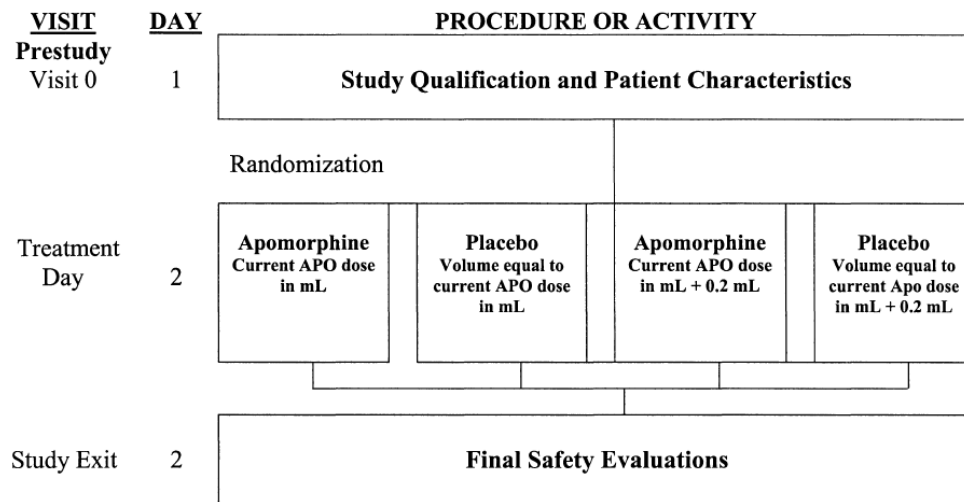 VISIT DAY PROCEDURE OR ACTIVITY
Prestudy
Visit 0 1 Study Qualification and Patient Characteristics
Randomization
Treatment
Day 2
Apomorphine
Current APO dose
in mL
Placebo
Volume equal to
current APO dose
in mL
Apomorphine
Current APO dose
in mL + 0.2 mL
Placebo
Volume equal to
current Apo dose
in mL + 0.2 mL
Study Exit 2 Final Safety Evaluations